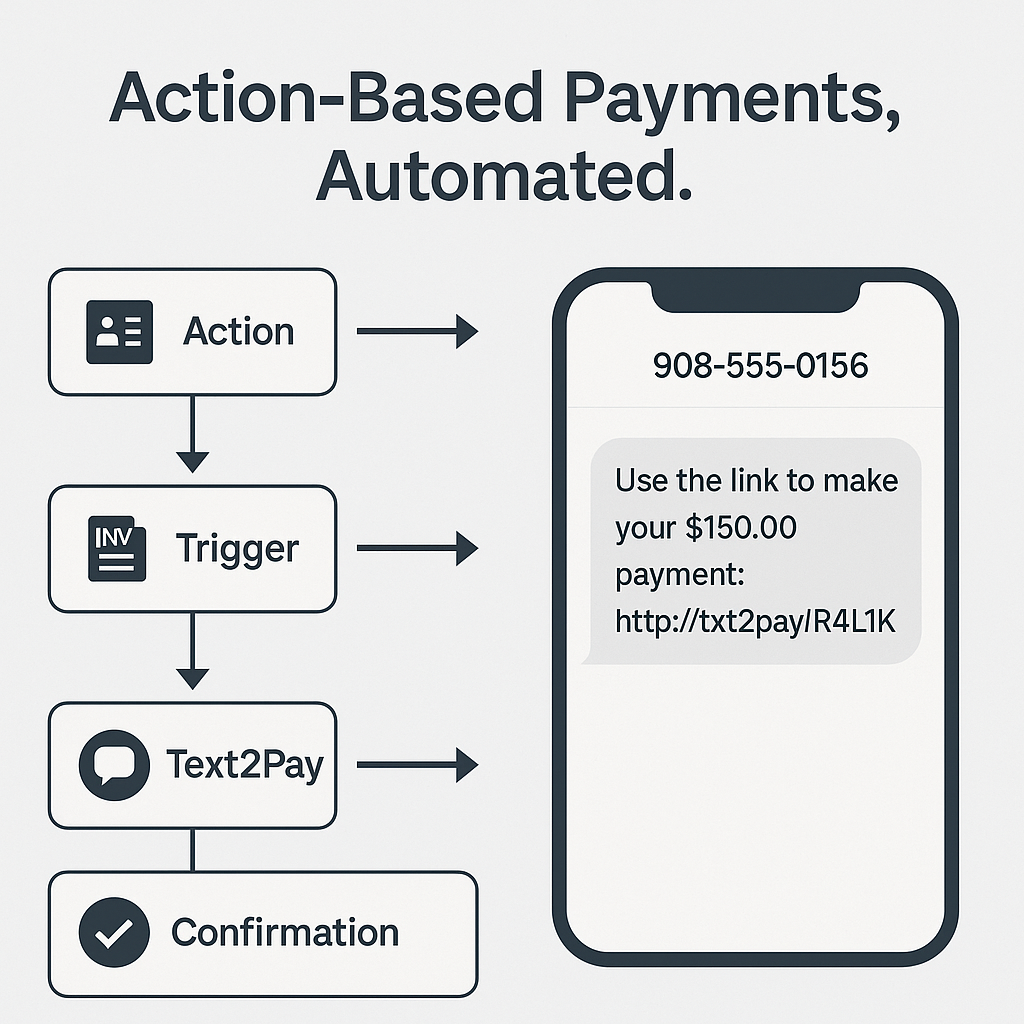 Action-Based Payments,
Automated.
Action
INV
Trigger
Text2Pay
Confirmation
908-555-0156
Use the link to make
your $150.00
payment:
http://txt2pay/R4L1K